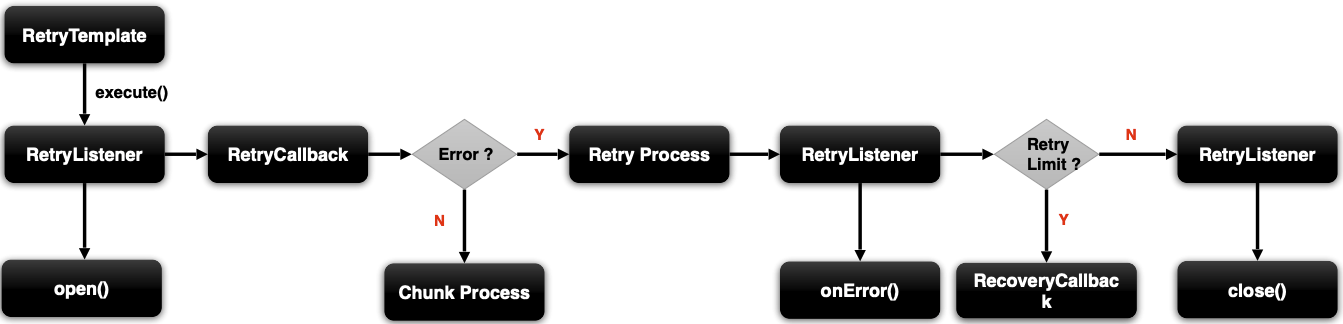 RetryTemplate
execute()
RetryListener
RetryCallback
Error ?
Y
Retry Process
RetryListener
Retry
Limit ?
N
RetryListener
N
Y
open()
Chunk Process
onError()
RecoveryCallbac
k
close()